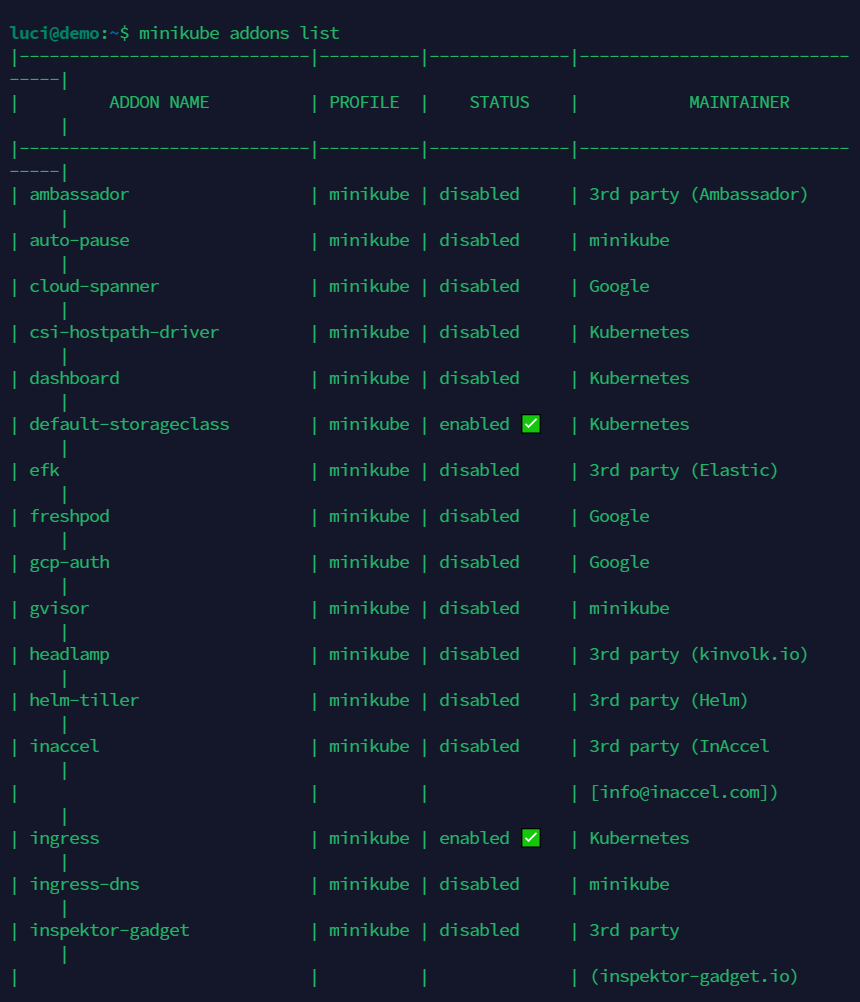 luci@demo:~$ minikube addons list
|-----------------------------|----------|--------------|---------------------------
-----|
|         ADDON NAME          | PROFILE  |    STATUS    |           MAINTAINER
     |
|-----------------------------|----------|--------------|---------------------------
-----|
| ambassador                  | minikube | disabled     | 3rd party (Ambassador)
     |
| auto-pause                  | minikube | disabled     | minikube
     |
| cloud-spanner               | minikube | disabled     | Google
     |
| csi-hostpath-driver         | minikube | disabled     | Kubernetes
     |
| dashboard                   | minikube | disabled     | Kubernetes
     |
| default-storageclass        | minikube | enabled ✅   | Kubernetes
     |
| efk                         | minikube | disabled     | 3rd party (Elastic)
     |
| freshpod                    | minikube | disabled     | Google
     |
| gcp-auth                    | minikube | disabled     | Google
     |
| gvisor                      | minikube | disabled     | minikube
     |
| headlamp                    | minikube | disabled     | 3rd party (kinvolk.io)
     |
| helm-tiller                 | minikube | disabled     | 3rd party (Helm)
     |
| inaccel                     | minikube | disabled     | 3rd party (InAccel
     |
|                             |          |              | [info@inaccel.com])
     |
| ingress                     | minikube | enabled ✅   | Kubernetes
     |
| ingress-dns                 | minikube | disabled     | minikube
     |
| inspektor-gadget            | minikube | disabled     | 3rd party
     |
|                             |          |              | (inspektor-gadget.io)